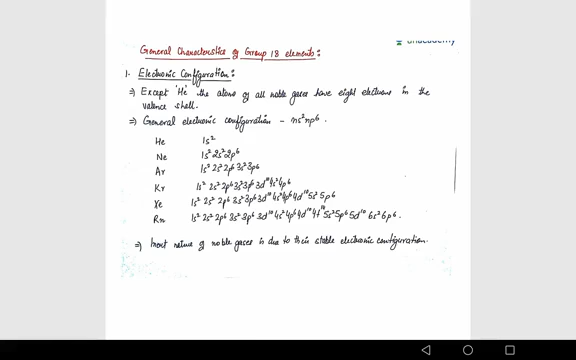 unacademy
General Characteristics of Group 18 elements:
1. Electronic Configuration:
⇒ Except 'He' the atoms of all noble gases have eight electrons in the
valence shell.
⇒ General electronic configuration - ns²np⁶.
He 1s²
Ne 1s² 2s² 2p⁶
Ar 1s² 2s² 2p⁶ 3s² 3p⁶
Kr 1s² 2s² 2p⁶ 3s² 3p⁶ 3d¹⁰ 4s² 4p⁶
Xe 1s² 2s² 2p⁶ 3s² 3p⁶ 3d¹⁰ 4s² 4p⁶ 4d¹⁰ 5s² 5p⁶
Rn 1s² 2s² 2p⁶ 3s² 3p⁶ 3d¹⁰ 4s² 4p⁶ 4d¹⁰ 4f¹⁴ 5s² 5p⁶ 5d¹⁰ 6s² 6p⁶.
⇒ Inert nature of noble gases is due to their stable electronic configuration.